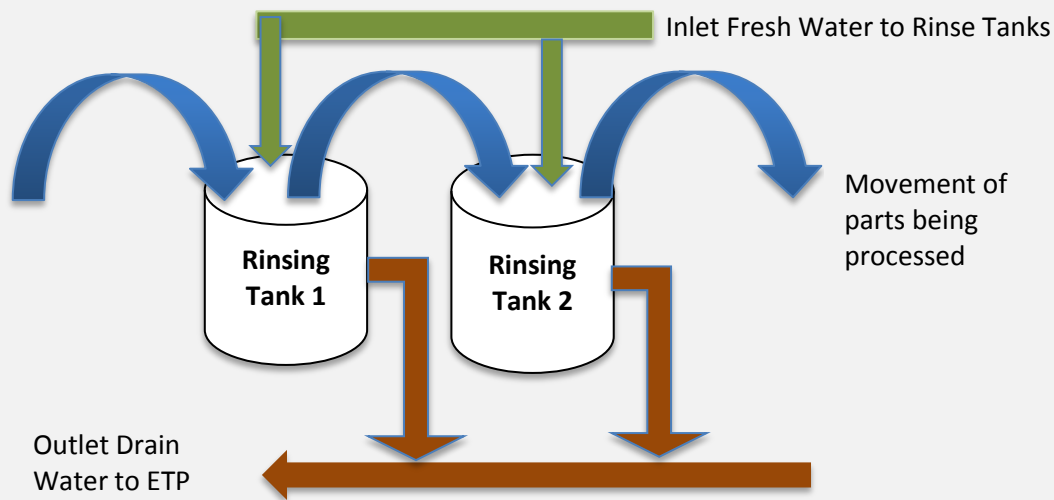 Inlet Fresh Water to Rinse Tanks
Movement of
parts being
processed
Rinsing
Tank 1
Rinsing
Tank 2
Outlet Drain
Water to ETP